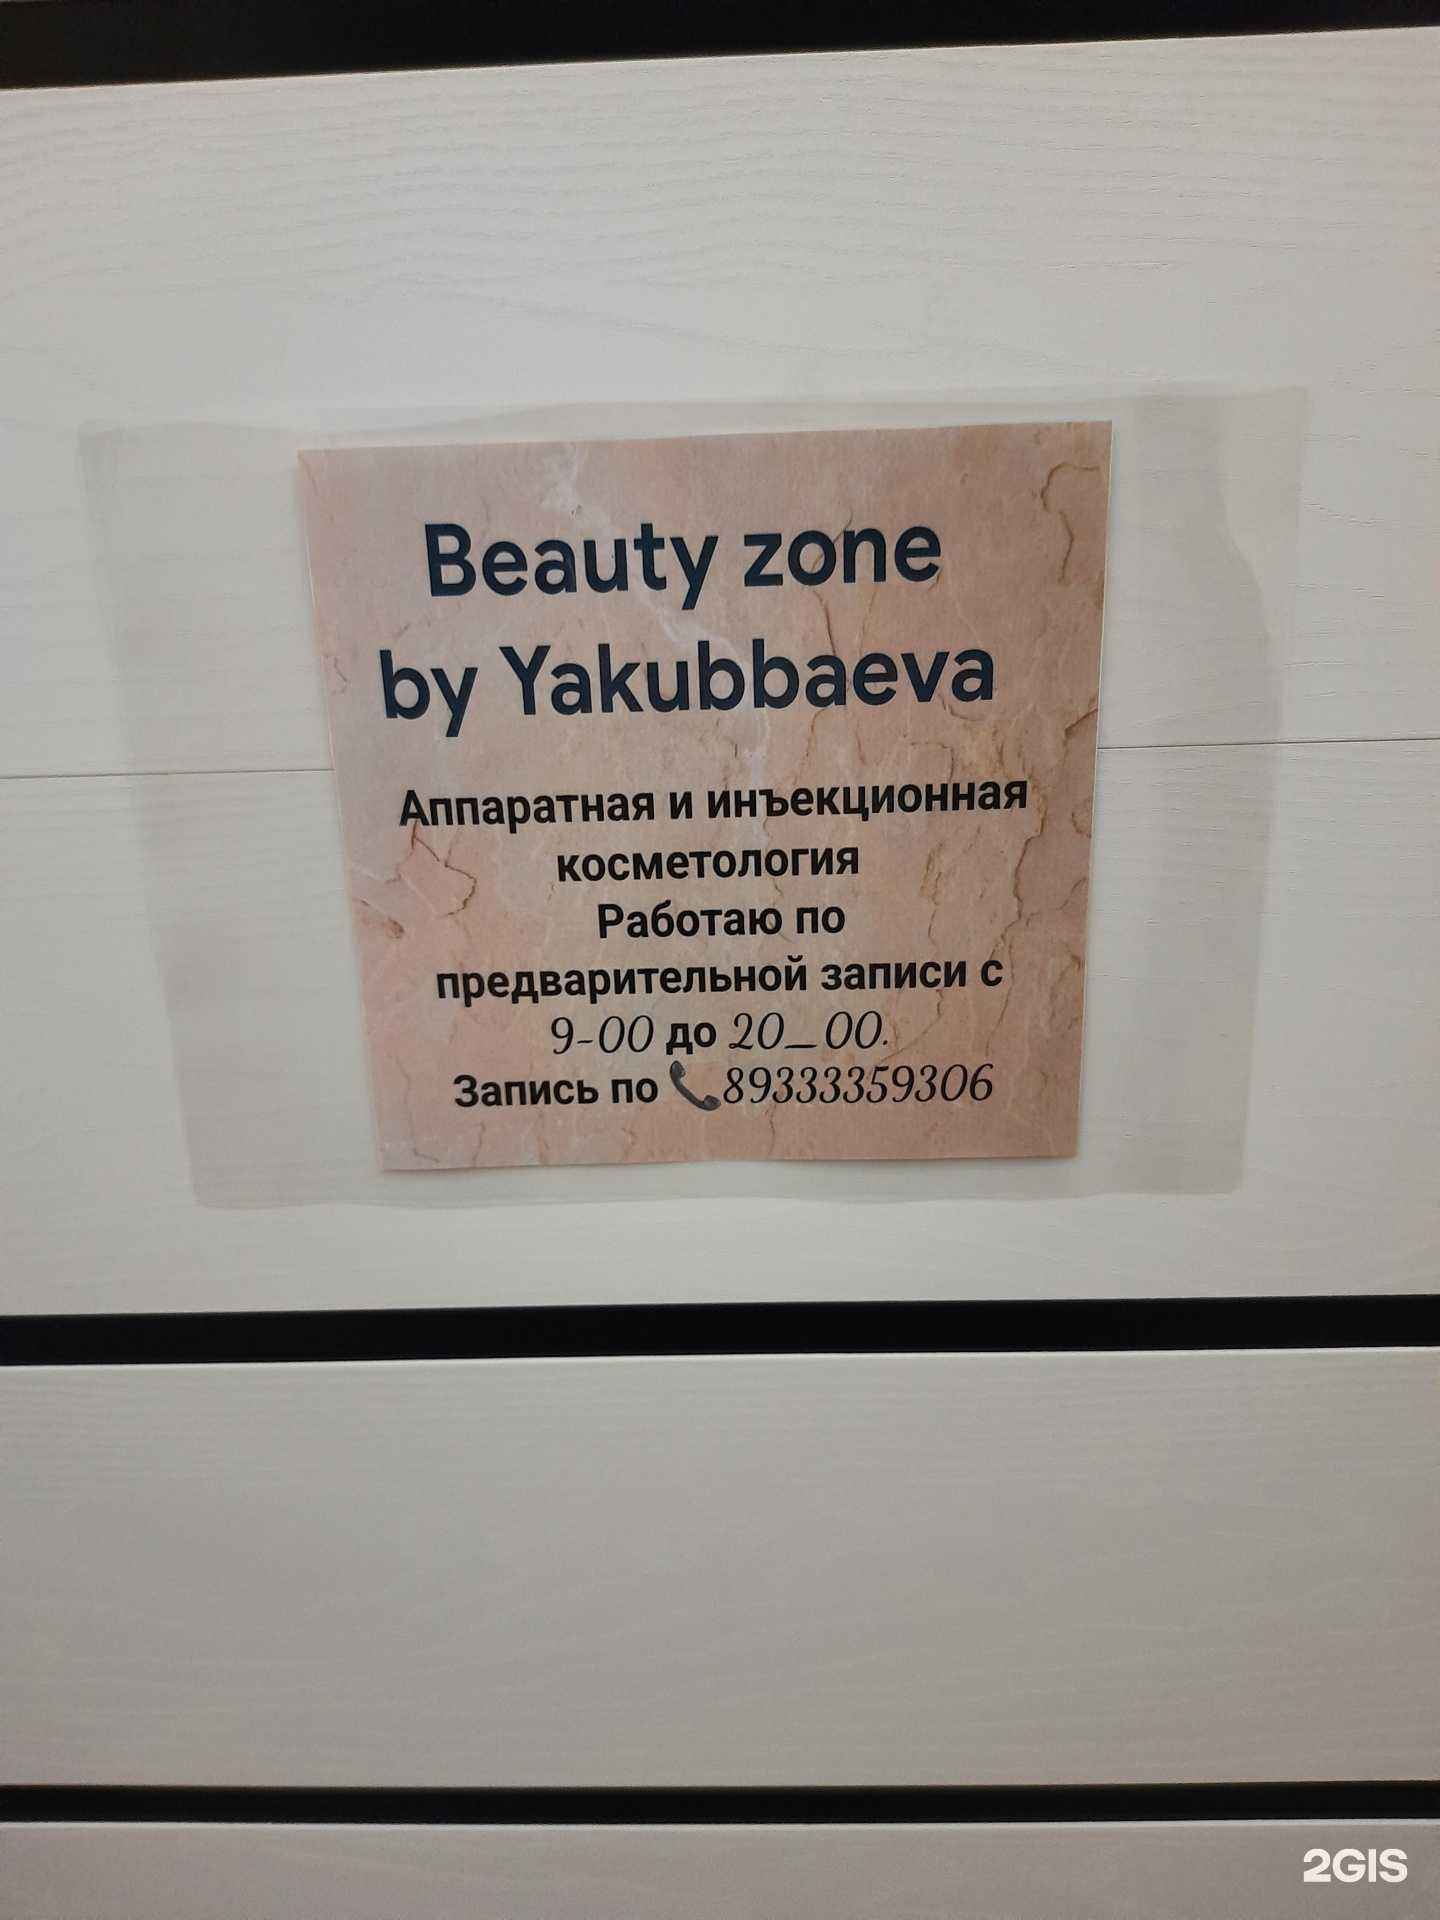 Beauty zone
by Yakubbaeva
Аппаратная и инъекционная
косметология
Работаю по
предварительной записи с
9-00 до 20_00.
Запись по 📞89333359306
2GIS